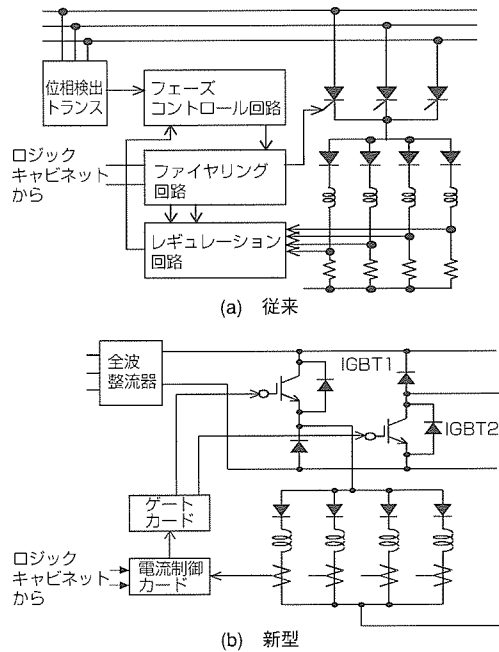 位相検出
トランス
フェーズ
コントロール回路
ロジック
キャビネット
から
ファイヤリング
回路
レギュレーション
回路
(a) 従来
全波
整流器
IGBT1
IGBT2
ゲート
カード
ロジック
キャビネット
から
電流制御
カード
(b) 新型